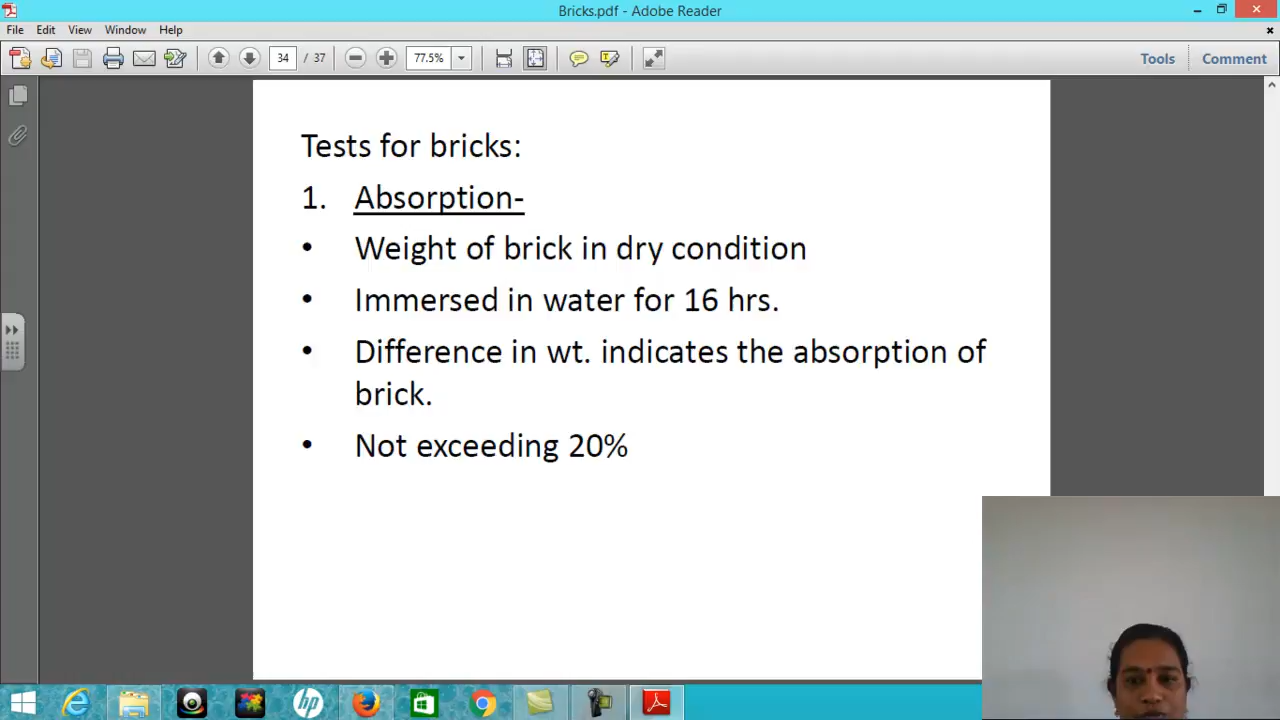 Bricks.pdf - Adobe Reader
File Edit View Window Help
34 / 37 77.5% Tools Comment
Tests for bricks:
1. Absorption-
• Weight of brick in dry condition
• Immersed in water for 16 hrs.
• Difference in wt. indicates the absorption of
brick.
• Not exceeding 20%
hp